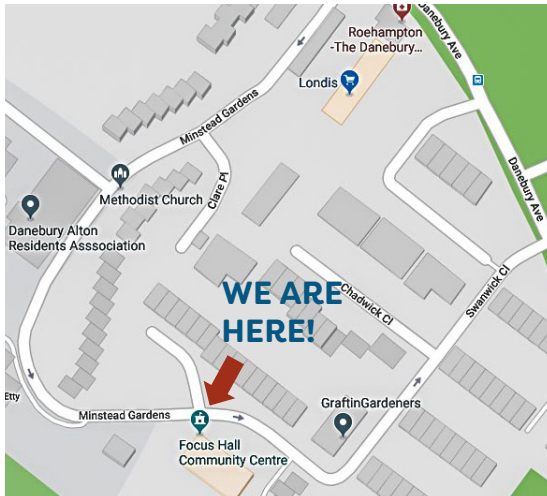 Roehampton
-The Danebury...
Danebury Ave
Londis
Minstead Gardens
Methodist Church
Clare Pl
Danebury Ave
Danebury Alton
Residents Asssociation
WE ARE
HERE!
Chadwick Cl
Swanwick Cl
Etty
Minstead Gardens
GraftinGardeners
Focus Hall
Community Centre